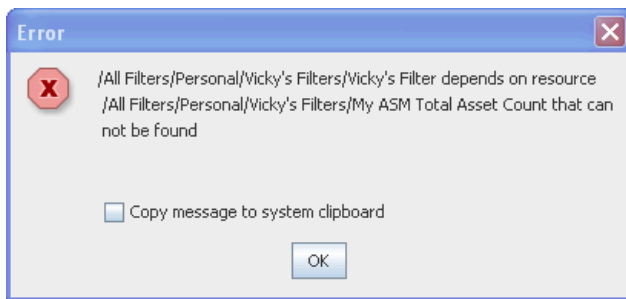 Error
/All Filters/Personal/Vicky's Filters/Vicky's Filter depends on resource
/All Filters/Personal/Vicky's Filters/My ASM Total Asset Count that can
not be found
Copy message to system clipboard
OK